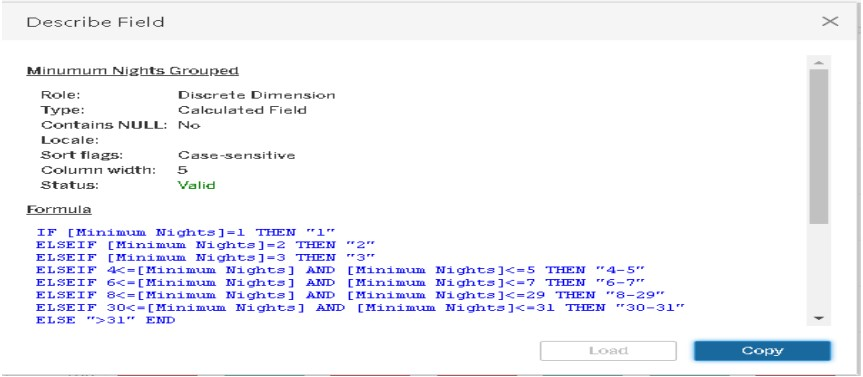 Describe Field
Minumum Nights Grouped
Role: Discrete Dimension
Type: Calculated Field
Contains NULL: No
Locale:
Sort flags: Case-sensitive
Column width: 5
Status: Valid
Formula
IF [Minimum Nights]=1 THEN "1"
ELSEIF [Minimum Nights]=2 THEN "2"
ELSEIF [Minimum Nights]=3 THEN "3"
ELSEIF 4<=[Minimum Nights] AND [Minimum Nights]<=5 THEN "4-5"
ELSEIF 6<=[Minimum Nights] AND [Minimum Nights]<=7 THEN "6-7"
ELSEIF 8<=[Minimum Nights] AND [Minimum Nights]<=29 THEN "8-29"
ELSEIF 30<=[Minimum Nights] AND [Minimum Nights]<=31 THEN "30-31"
ELSE ">31" END
Load Copy